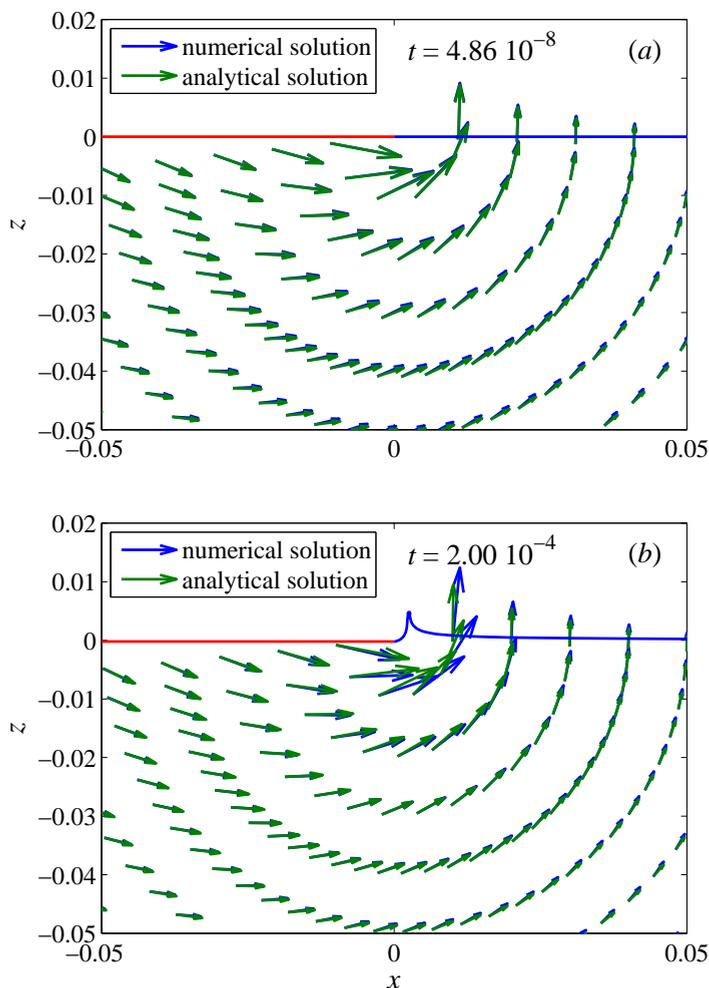 0.02
numerical solution
analytical solution
t = 4.86 10⁻⁸
(a)
0.01
0
–0.01
–0.02
–0.03
–0.04
–0.05
z
–0.05
0
0.05
0.02
numerical solution
analytical solution
t = 2.00 10⁻⁴
(b)
0.01
0
–0.01
–0.02
–0.03
–0.04
–0.05
z
–0.05
0
0.05
x